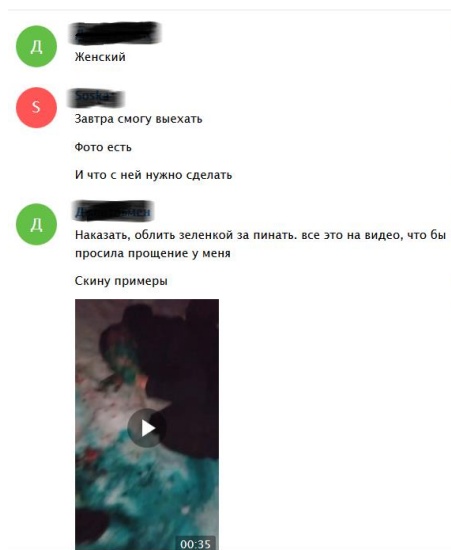 Д
Женский
S
Завтра смогу выехать
Фото есть
И что с ней нужно сделать
Д
Наказать, облить зеленкой за пинать. все это на видео, что бы
просила прощение у меня
Скину примеры
00:35